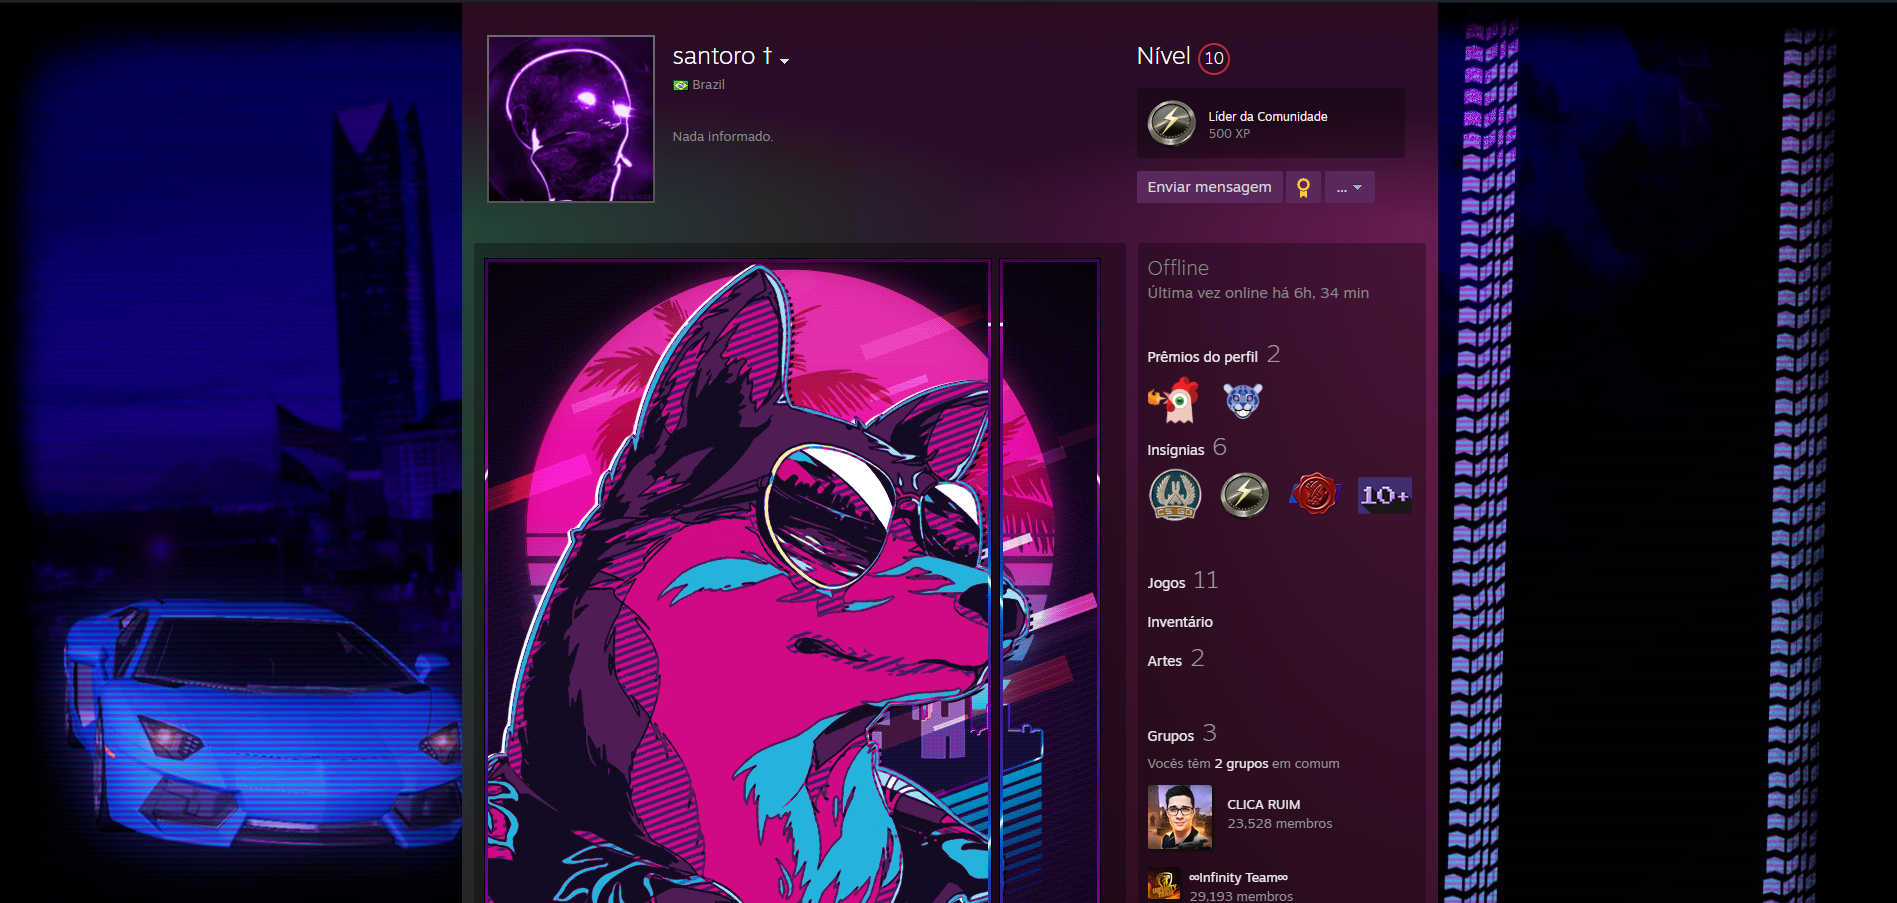 santoro †
Brazil
Nada informado.
Nível 10
Líder da Comunidade
500 XP
Enviar mensagem
...
Offline
Última vez online há 6h, 34 min
Prêmios do perfil 2
Insígnias 6
CS GO
10+
Jogos 11
Inventário
Artes 2
Grupos 3
Vocês têm 2 grupos em comum
CLICA RUIM
23,528 membros
∞Infinity Team∞
29,193 membros